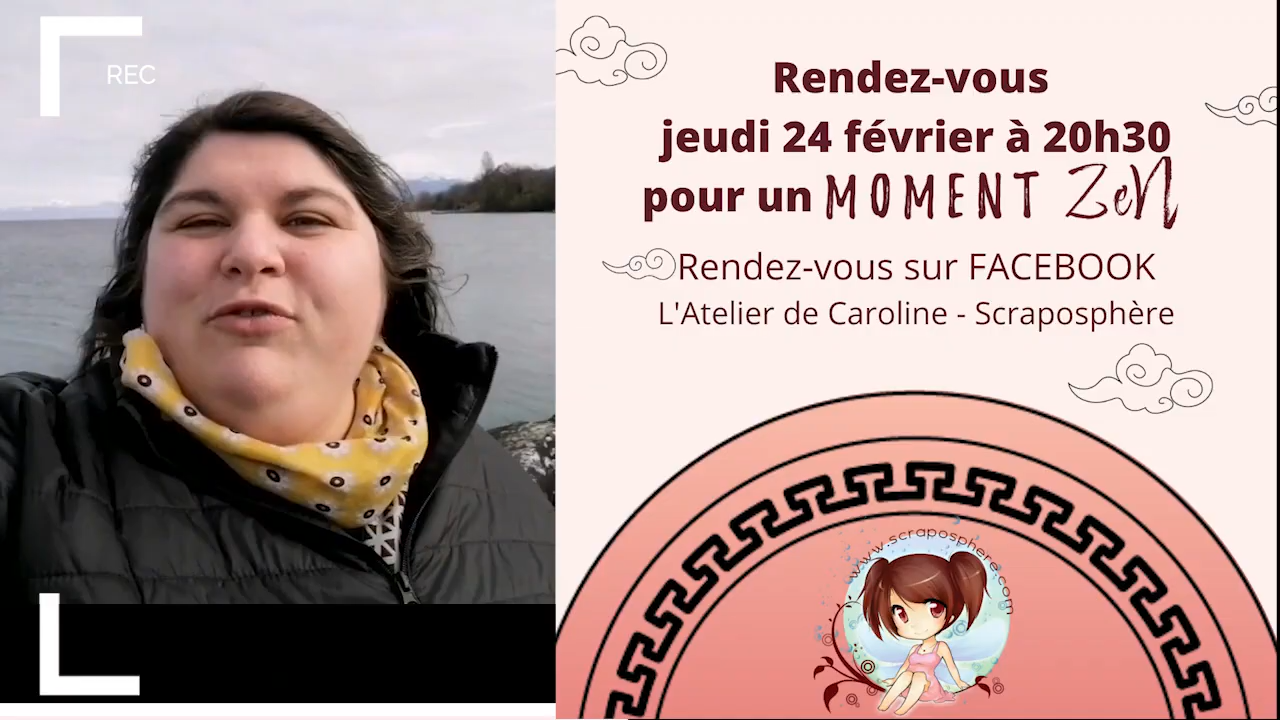 REC
Rendez-vous
jeudi 24 février à 20h30
pour un MOMENT ZeN
Rendez-vous sur FACEBOOK
L'Atelier de Caroline - Scraposphère
www.scraposphere.com